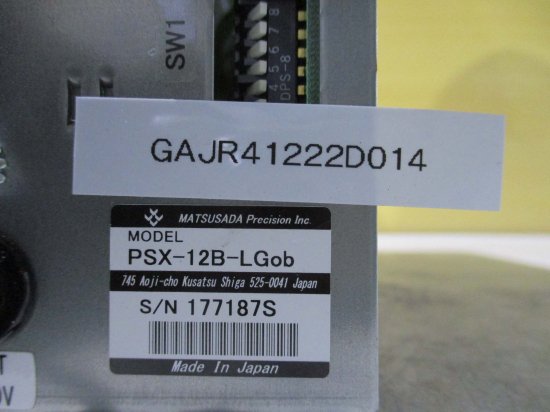 SW1
4 5 6 7 8
DPS-8
GAJR41222D014
MATSUSADA Precision Inc.
MODEL
PSX-12B-LGob
745 Aoji-cho Kusatsu Shiga 525-0041 Japan
S/N 177187S
Made In Japan